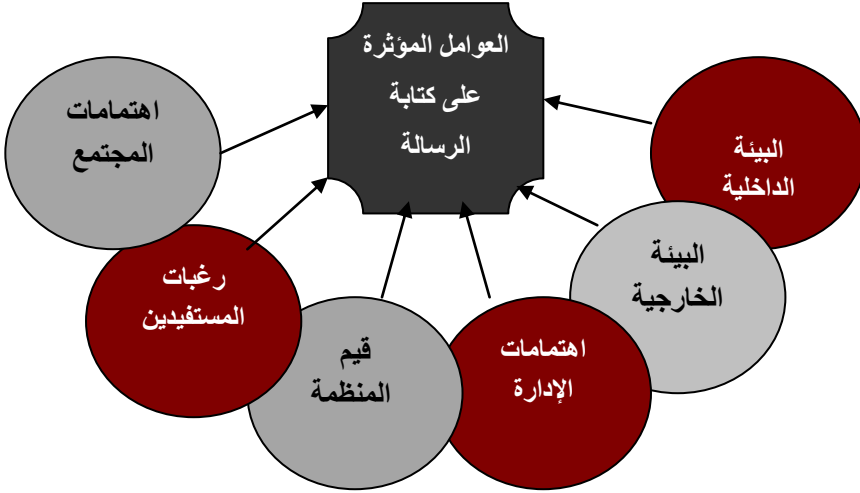 العوامل المؤثرة
على كتابة
الرسالة
البيئة
الداخلية
البيئة
الخارجية
اهتمامات
الإدارة
قيم
المنظمة
رغبات
المستفيدين
اهتمامات
المجتمع